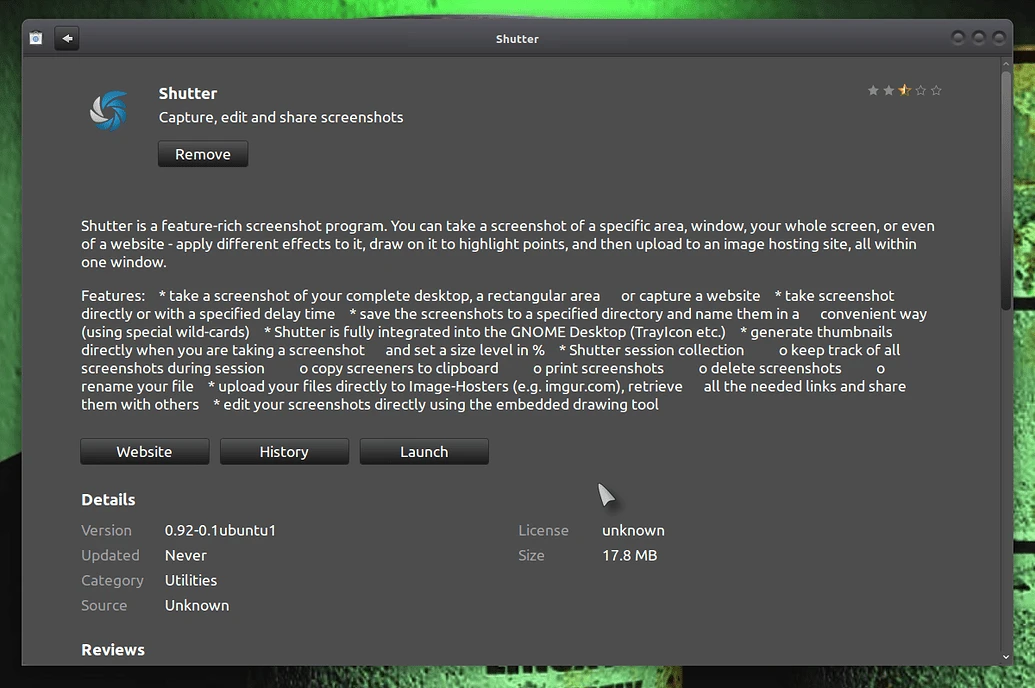 Shutter
Shutter
Capture, edit and share screenshots
Remove
Shutter is a feature-rich screenshot program. You can take a screenshot of a specific area, window, your whole screen, or even
of a website - apply different effects to it, draw on it to highlight points, and then upload to an image hosting site, all within
one window.
Features: * take a screenshot of your complete desktop, a rectangular area or capture a website * take screenshot
directly or with a specified delay time * save the screenshots to a specified directory and name them in a convenient way
(using special wild-cards) * Shutter is fully integrated into the GNOME Desktop (TrayIcon etc.) * generate thumbnails
directly when you are taking a screenshot and set a size level in % * Shutter session collection o keep track of all
screenshots during session o copy screeners to clipboard o print screenshots o delete screenshots o
rename your file * upload your files directly to Image-Hosters (e.g. imgur.com), retrieve all the needed links and share
them with others * edit your screenshots directly using the embedded drawing tool
Website History Launch
Details
Version 0.92-0.1ubuntu1 License unknown
Updated Never Size 17.8 MB
Category Utilities
Source Unknown
Reviews